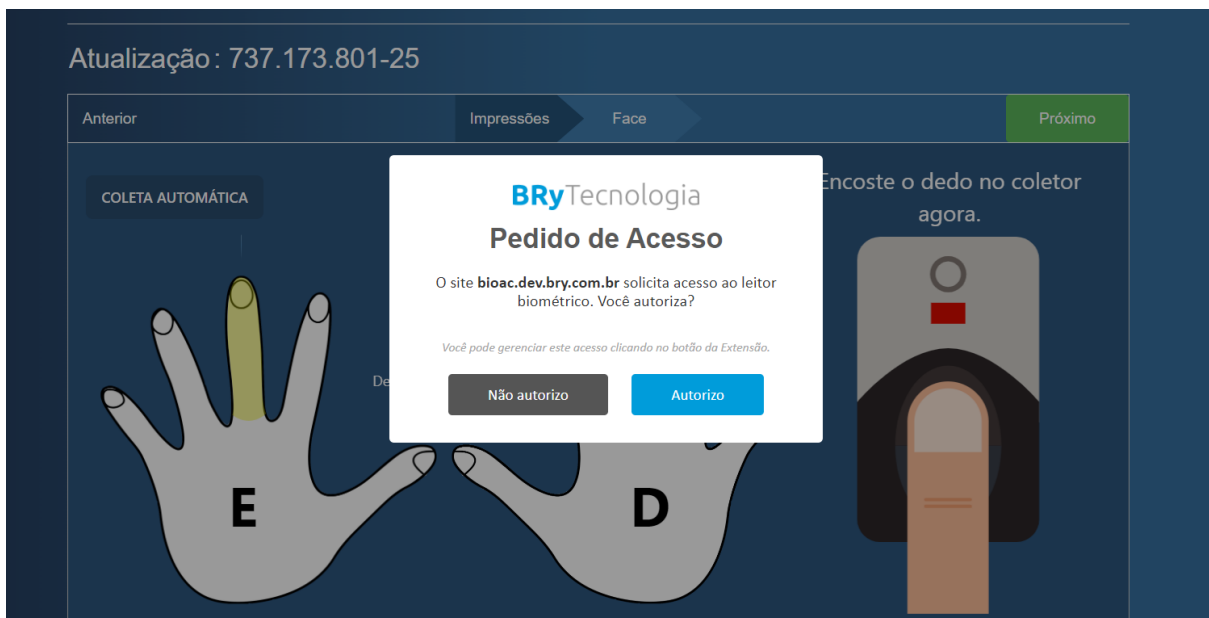 Atualização: 737.173.801-25
Anterior
Impressões
Face
Próximo
COLETA AUTOMÁTICA
BRyTecnologia
Pedido de Acesso
O site bioac.dev.bry.com.br solicita acesso ao leitor
biométrico. Você autoriza?
Você pode gerenciar este acesso clicando no botão da Extensão.
Não autorizo
Autorizo
De
Encoste o dedo no coletor
agora.
E
D